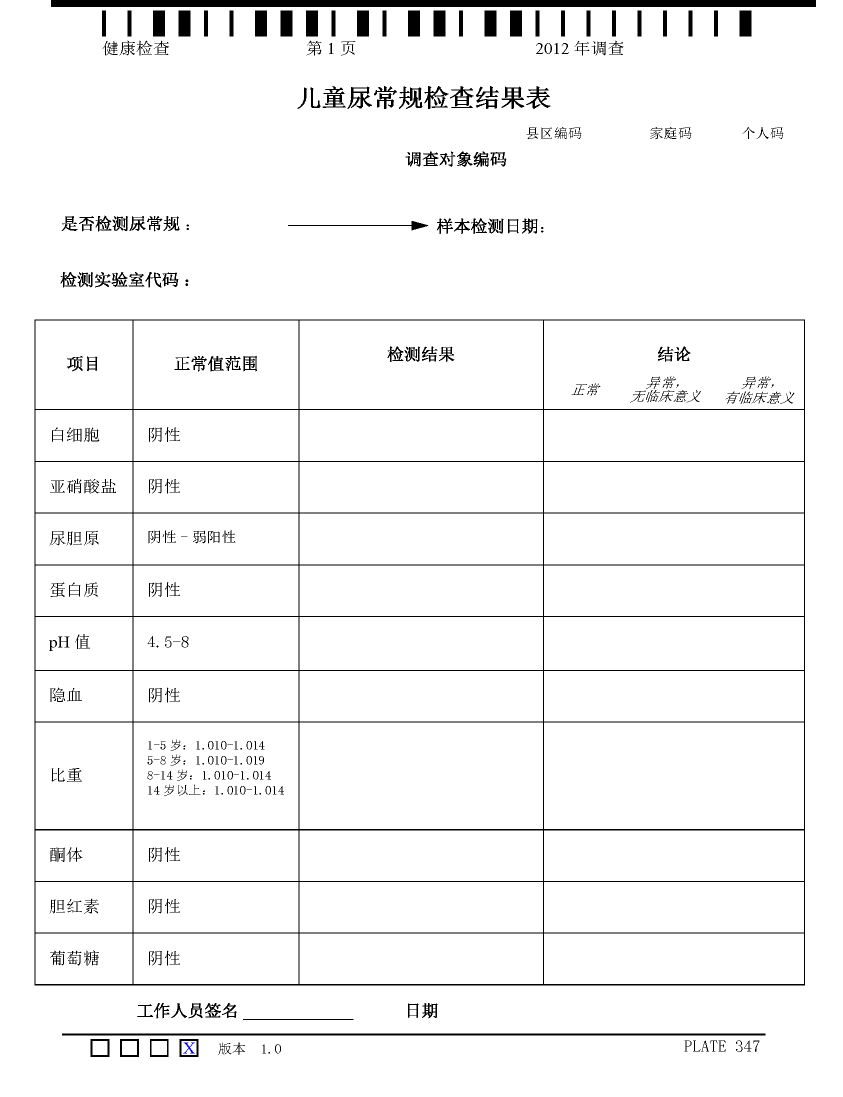 健康检查 第 1 页 2012 年调查
儿童尿常规检查结果表
县区编码 家庭码 个人码
调查对象编码
是否检测尿常规： 样本检测日期：
检测实验室代码：
项目 正常值范围 检测结果 结论
正常 异常，无临床意义 异常，有临床意义
白细胞 阴性
亚硝酸盐 阴性
尿胆原 阴性－弱阳性
蛋白质 阴性
pH 值 4.5-8
隐血 阴性
比重
1-5 岁：1.010-1.014
5-8 岁：1.010-1.019
8-14 岁：1.010-1.014
14 岁以上：1.010-1.014
酮体 阴性
胆红素 阴性
葡萄糖 阴性
工作人员签名 日期
X 版本 1.0 PLATE 347